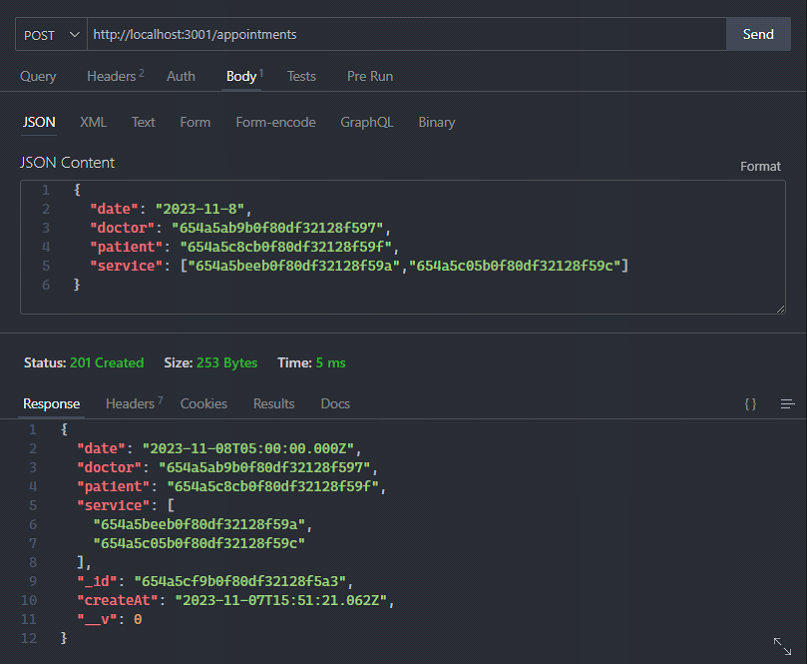 POST http://localhost:3001/appointments Send
Query Headers 2 Auth Body 1 Tests Pre Run
JSON XML Text Form Form-encode GraphQL Binary
JSON Content
Format
1 {
2 "date": "2023-11-8",
3 "doctor": "654a5ab9b0f80df32128f597",
4 "patient": "654a5c8cb0f80df32128f59f",
5 "service": ["654a5beeb0f80df32128f59a","654a5c05b0f80df32128f59c"]
6 }
Status: 201 Created Size: 253 Bytes Time: 5 ms
Response Headers 7 Cookies Results Docs { }
1 {
2 "date": "2023-11-08T05:00:00.000Z",
3 "doctor": "654a5ab9b0f80df32128f597",
4 "patient": "654a5c8cb0f80df32128f59f",
5 "service": [
6 "654a5beeb0f80df32128f59a",
7 "654a5c05b0f80df32128f59c"
8 ],
9 "_id": "654a5cf9b0f80df32128f5a3",
10 "createAt": "2023-11-07T15:51:21.062Z",
11 "__v": 0
12 }